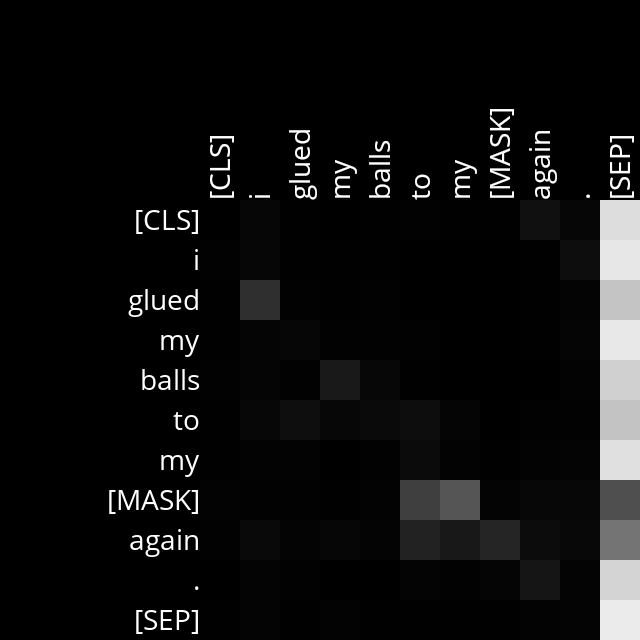 [CLS] i glued my balls to my [MASK] again . [SEP]
[CLS]
i
glued
my
balls
to
my
[MASK]
again
.
[SEP]